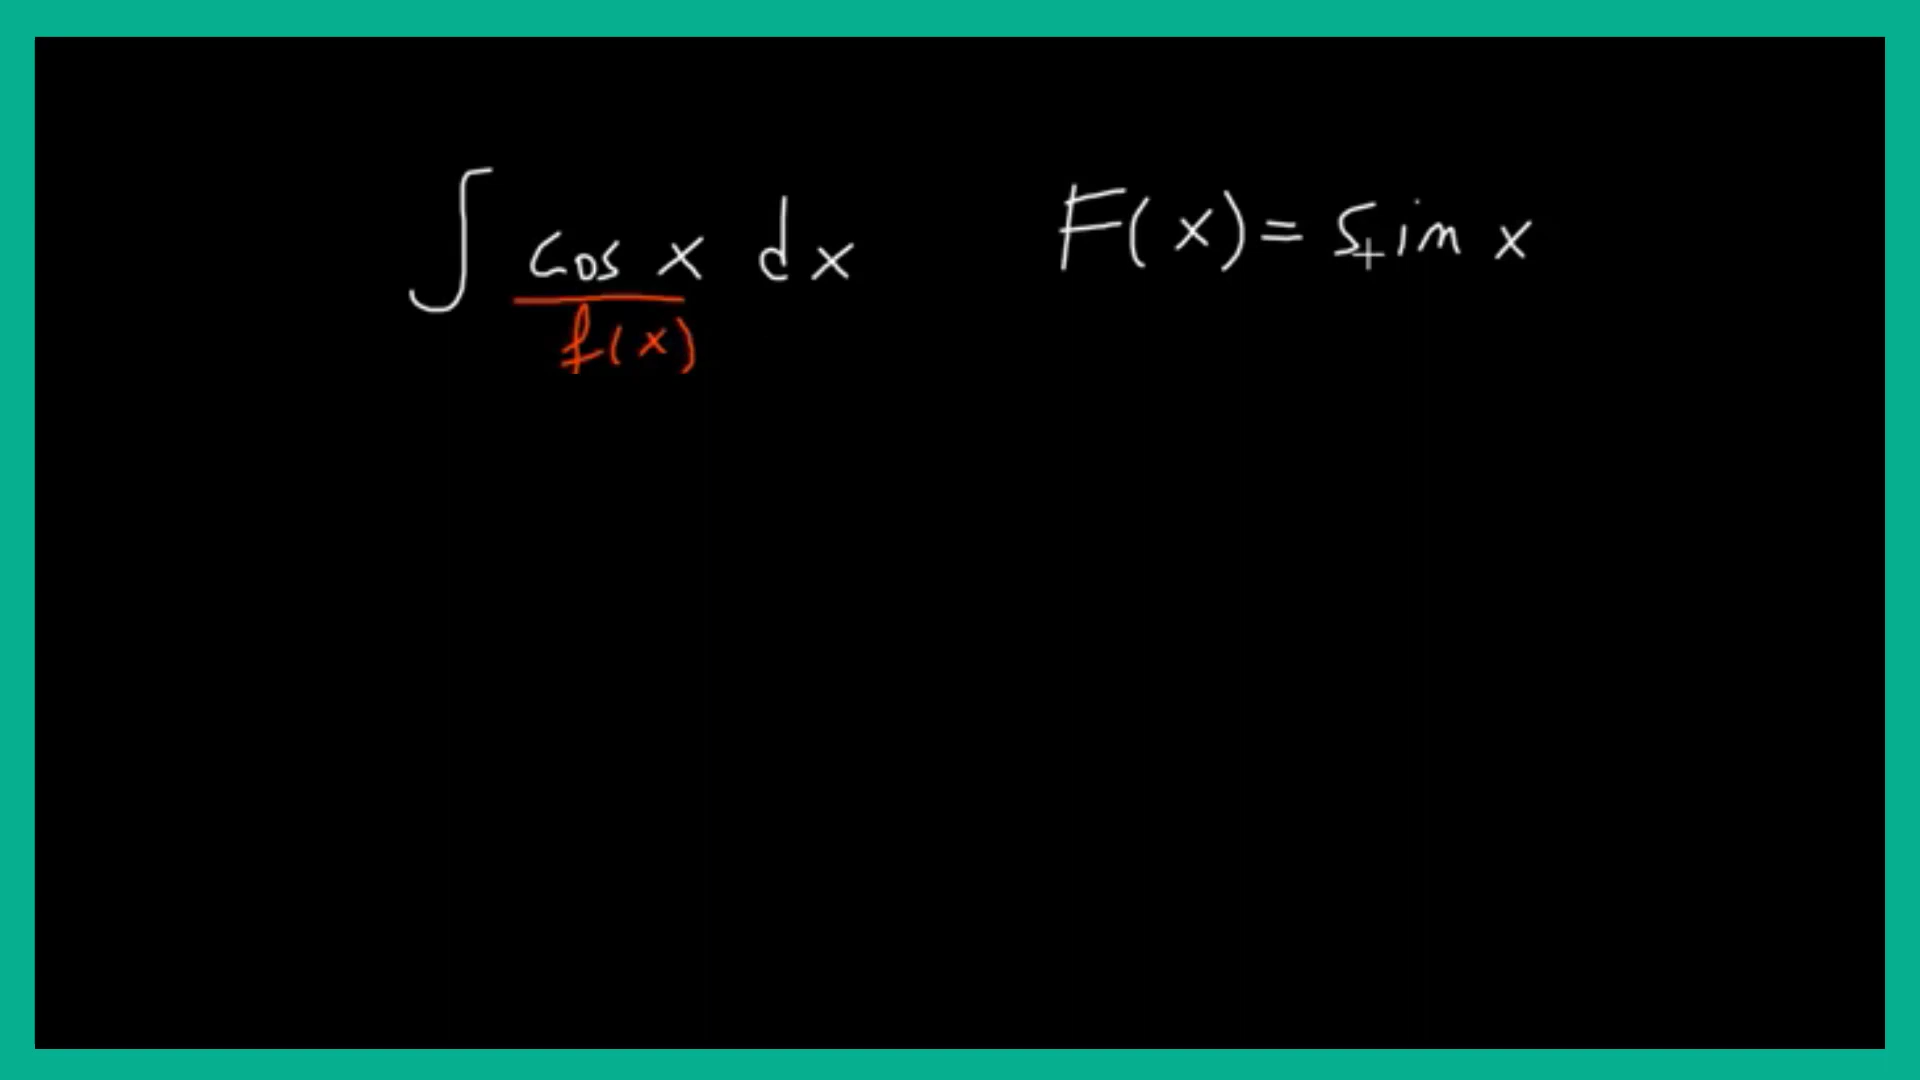 ∫ cos x dx F(x) = sin x
f(x)